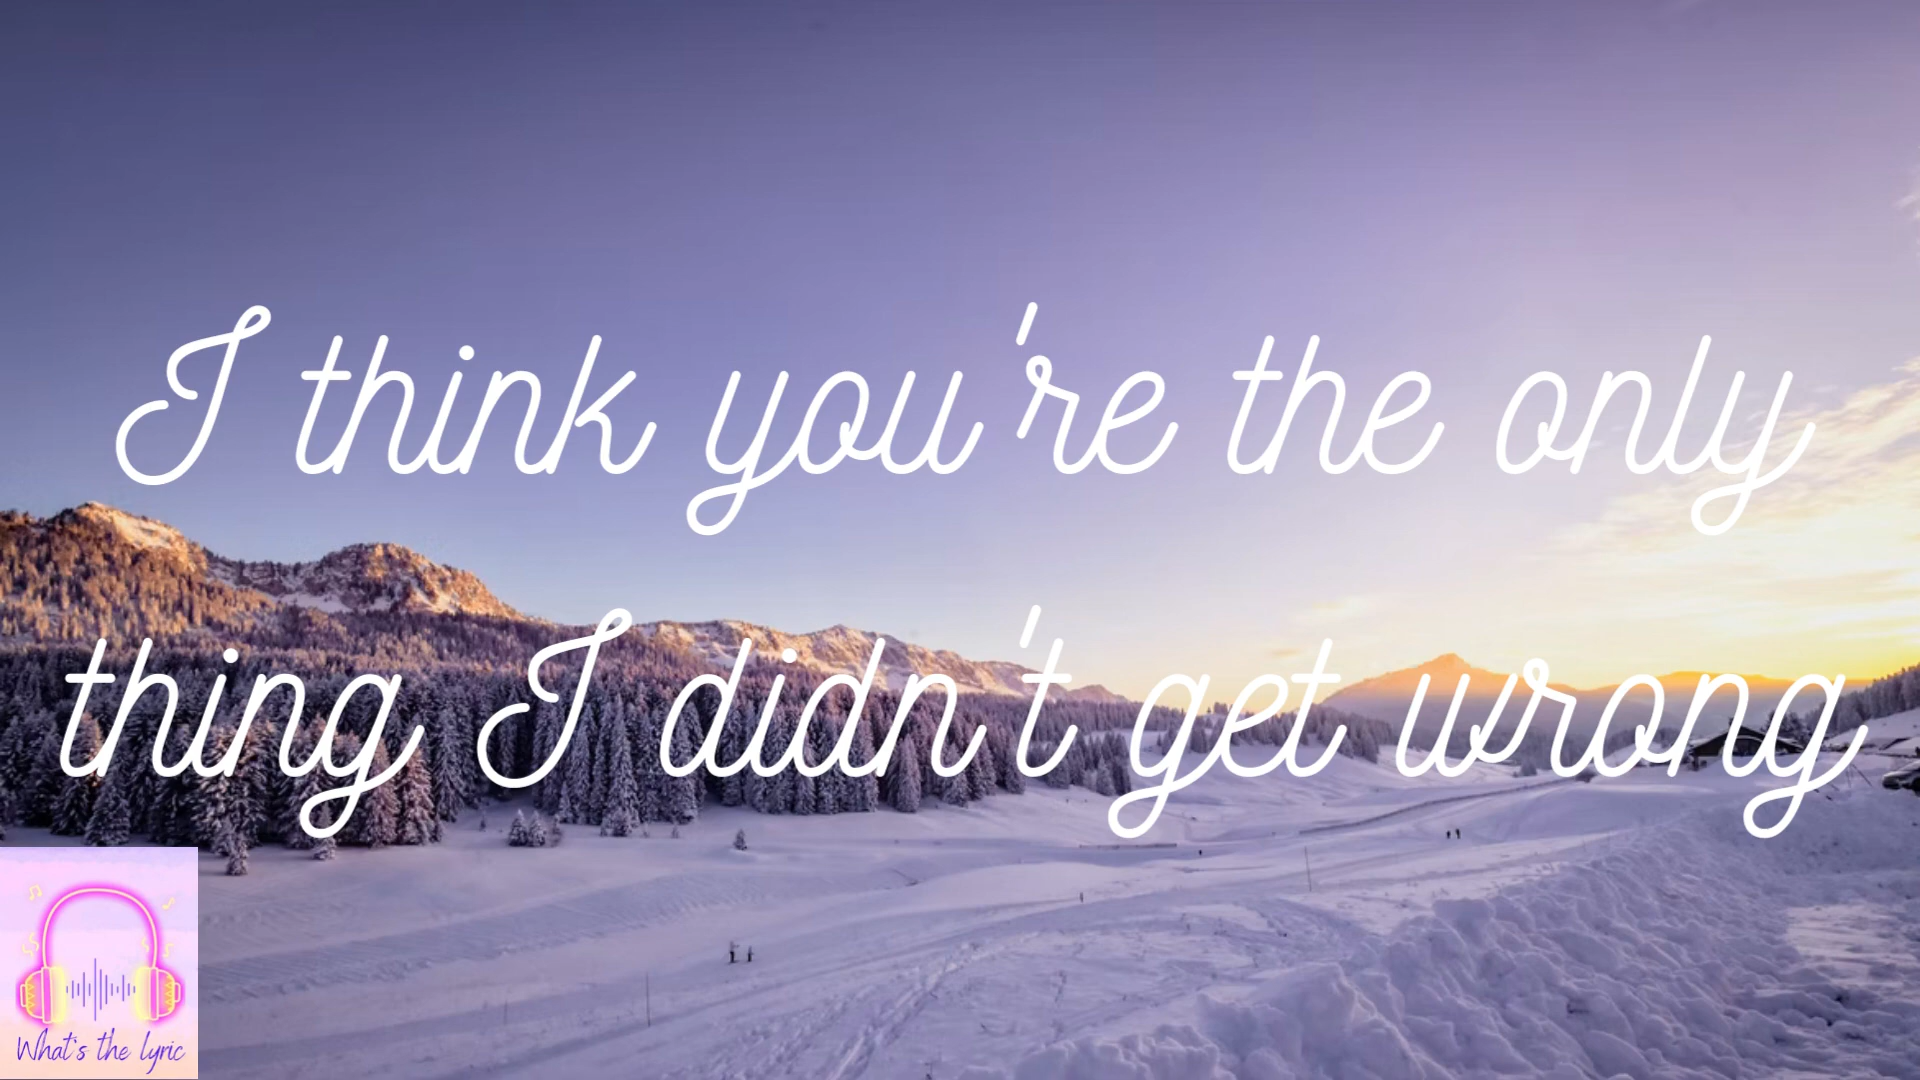 I think you're the only
thing I didn't get wrong
What's the lyric